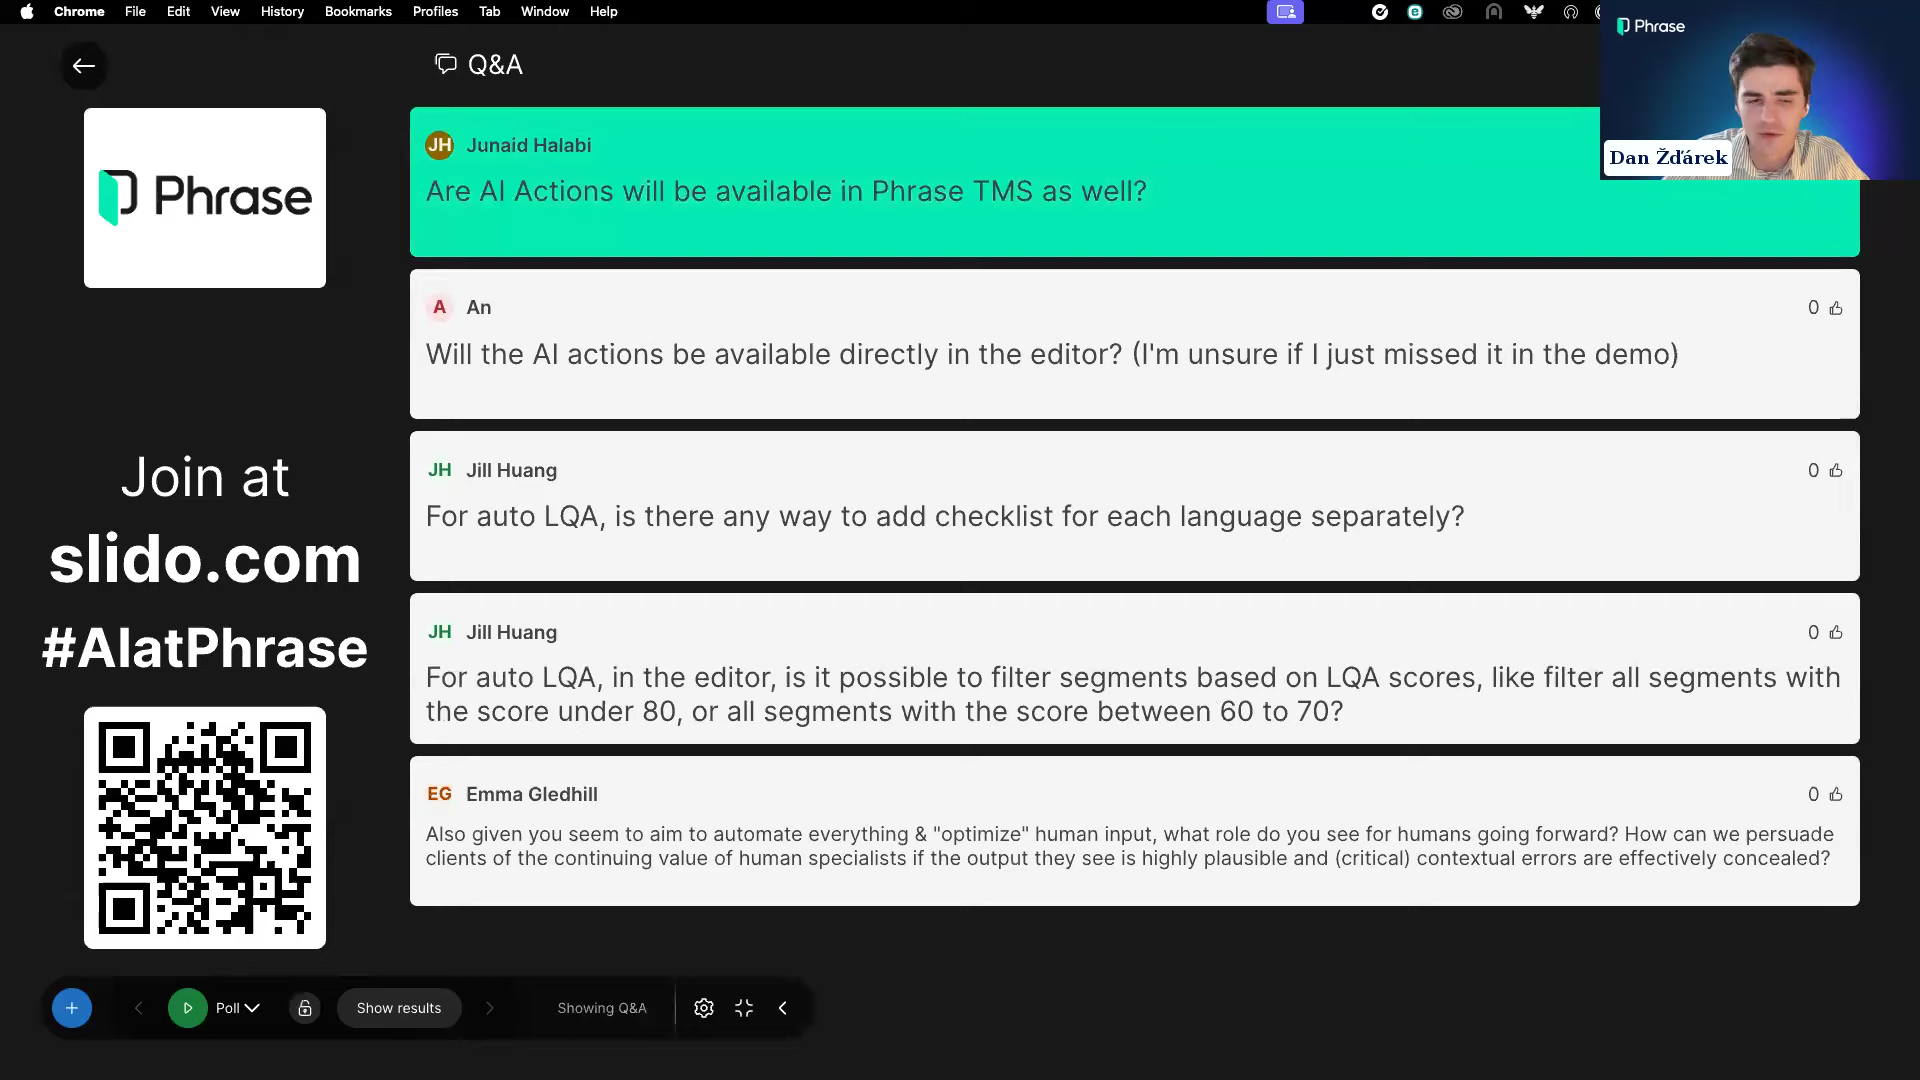 Chrome File Edit View History Bookmarks Profiles Tab Window Help
Phrase
Dan Žďárek
Q&A
Phrase
Join at
slido.com
#AIatPhrase
JH Junaid Halabi
Are AI Actions will be available in Phrase TMS as well?
A An 0
Will the AI actions be available directly in the editor? (I'm unsure if I just missed it in the demo)
JH Jill Huang 0
For auto LQA, is there any way to add checklist for each language separately?
JH Jill Huang 0
For auto LQA, in the editor, is it possible to filter segments based on LQA scores, like filter all segments with
the score under 80, or all segments with the score between 60 to 70?
EG Emma Gledhill 0
Also given you seem to aim to automate everything & "optimize" human input, what role do you see for humans going forward? How can we persuade
clients of the continuing value of human specialists if the output they see is highly plausible and (critical) contextual errors are effectively concealed?
Poll Show results Showing Q&A